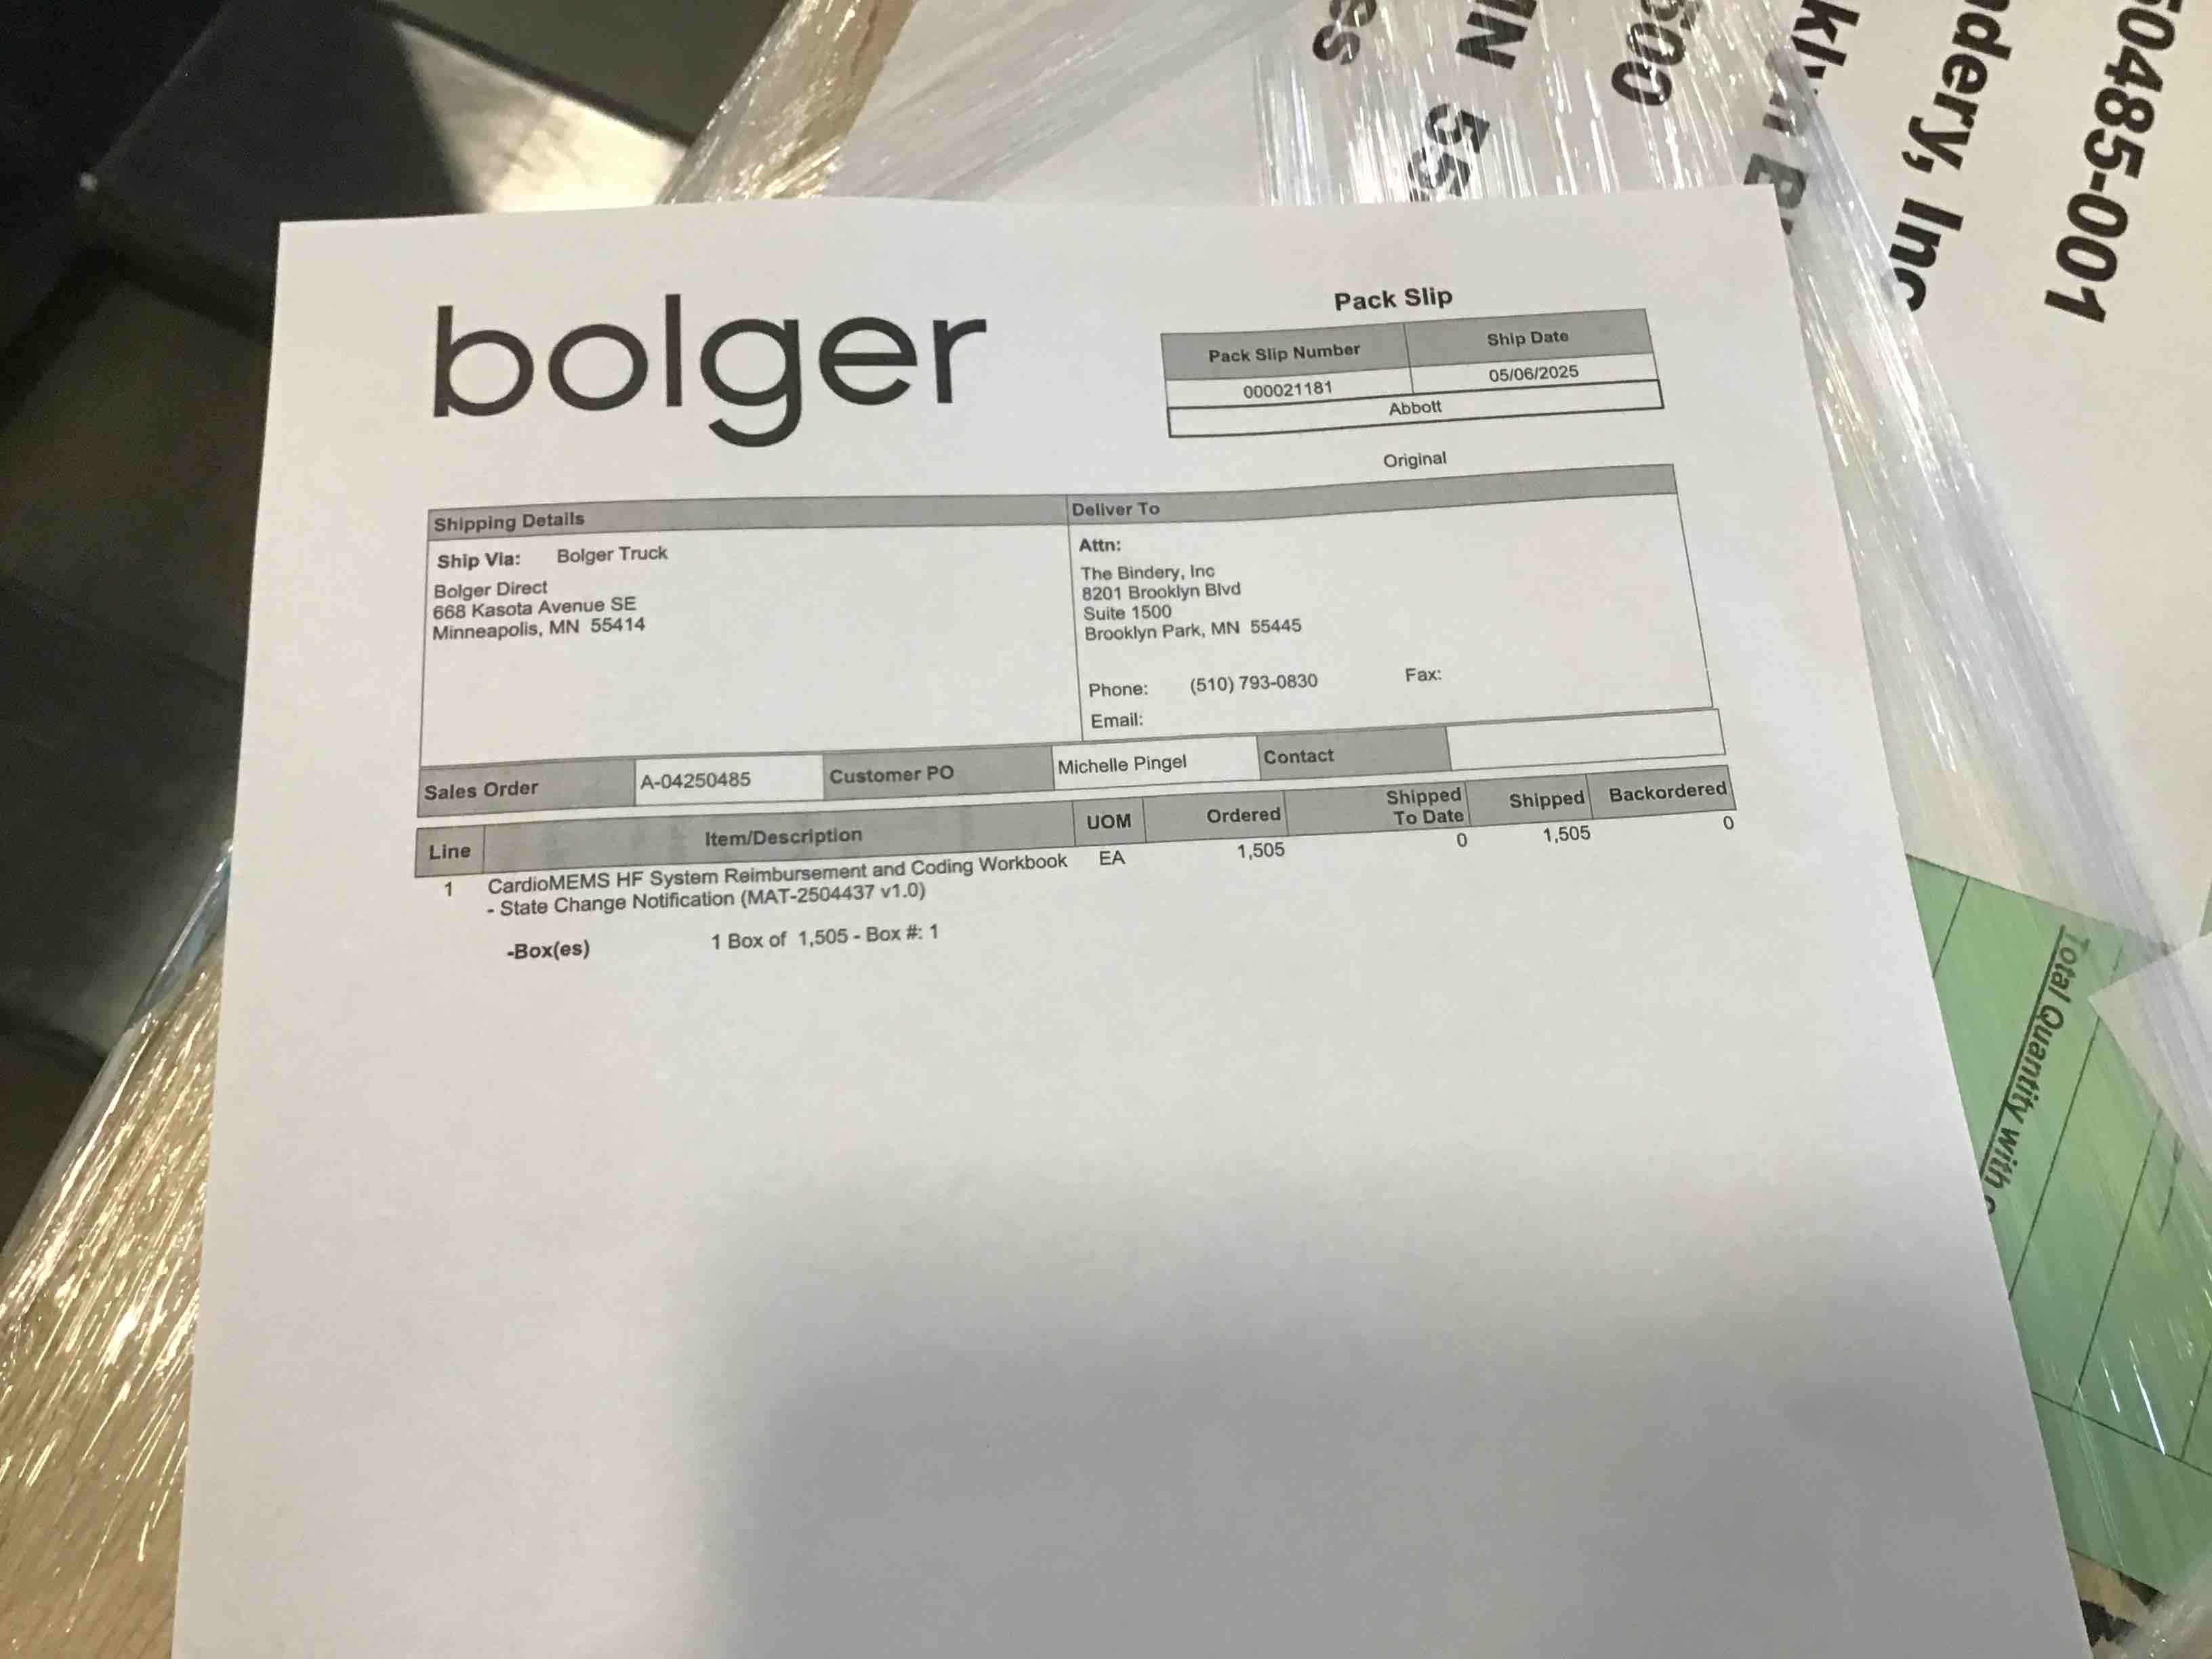 bolger
Pack Slip
Pack Slip Number Ship Date
000021181 05/06/2025
Abbott
Original
Shipping Details
Ship Via: Bolger Truck
Bolger Direct
668 Kasota Avenue SE
Minneapolis, MN 55414
Deliver To
Attn:
The Bindery, Inc
8201 Brooklyn Blvd
Suite 1500
Brooklyn Park, MN 55445
Phone: (510) 793-0830 Fax:
Email:
Sales Order A-04250485 Customer PO Michelle Pingel Contact
Line Item/Description UOM Ordered Shipped To Date Shipped Backordered
1 CardioMEMS HF System Reimbursement and Coding Workbook EA 1,505 0 1,505 0
- State Change Notification (MAT-2504437 v1.0)
-Box(es) 1 Box of 1,505 - Box #: 1
50485-001
ndery, Inc
IN 55
Total Quantity with